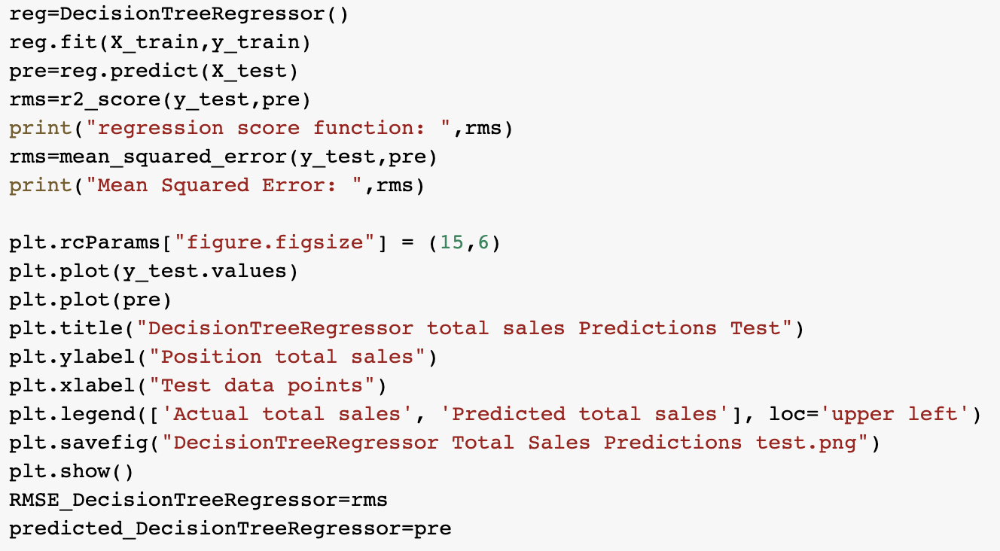 reg=DecisionTreeRegressor()
reg.fit(X_train,y_train)
pre=reg.predict(X_test)
rms=r2_score(y_test,pre)
print("regression score function: ",rms)
rms=mean_squared_error(y_test,pre)
print("Mean Squared Error: ",rms)

plt.rcParams["figure.figsize"] = (15,6)
plt.plot(y_test.values)
plt.plot(pre)
plt.title("DecisionTreeRegressor total sales Predictions Test")
plt.ylabel("Position total sales")
plt.xlabel("Test data points")
plt.legend(['Actual total sales', 'Predicted total sales'], loc='upper left')
plt.savefig("DecisionTreeRegressor Total Sales Predictions test.png")
plt.show()
RMSE_DecisionTreeRegressor=rms
predicted_DecisionTreeRegressor=pre